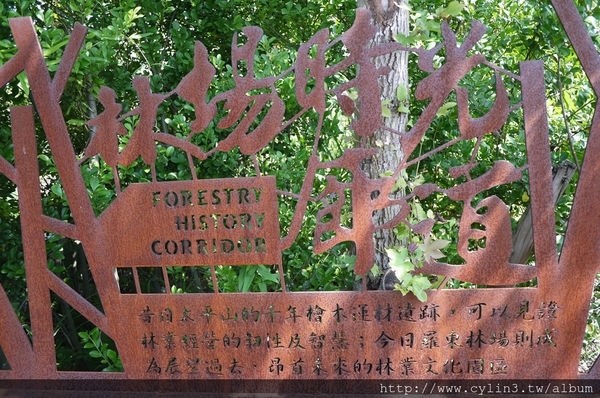 林場時光廊道
FORESTRY
HISTORY
CORRIDOR
昔日太平山的千年檜木運材遺跡，可以見證
林業經營的韌性及智慧；今日羅東林場則成
為展望過去、昂首未來的林業文化園區
http://www.cylin3.tw/album